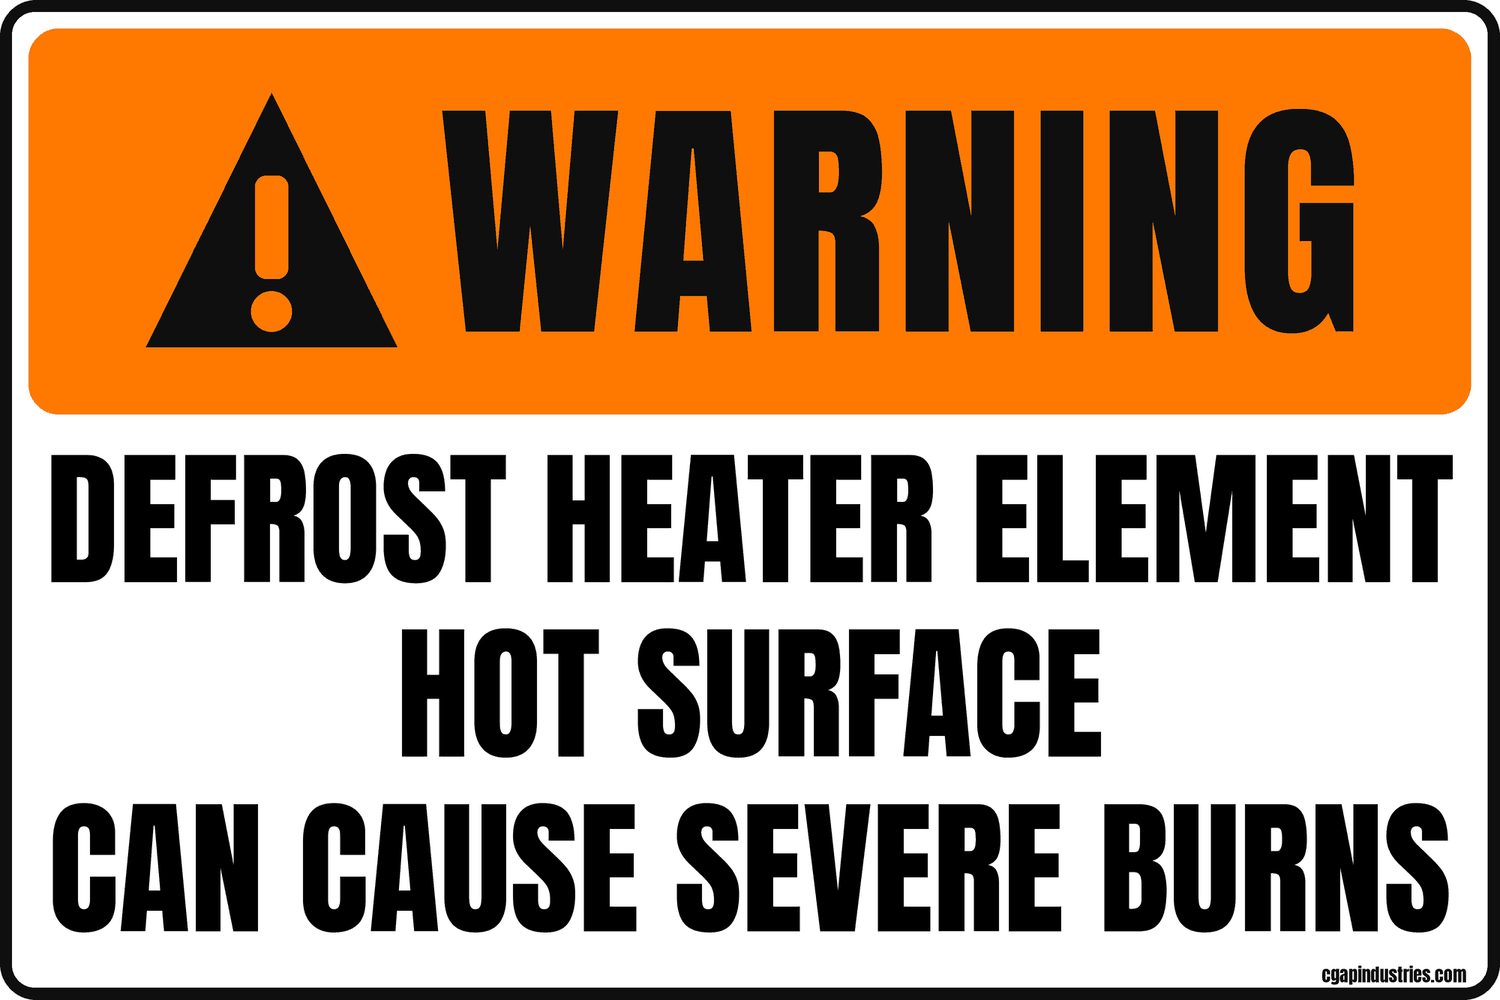 WARNING
DEFROST HEATER ELEMENT
HOT SURFACE
CAN CAUSE SEVERE BURNS
cgapindustries.com